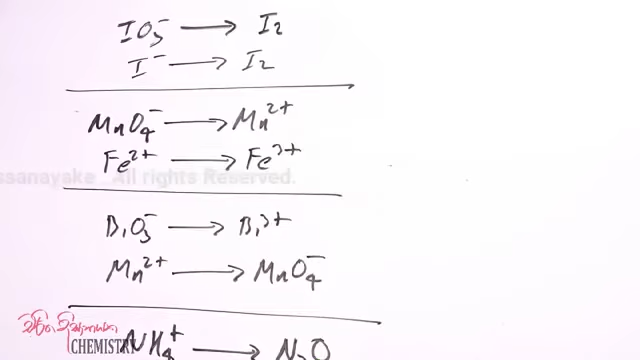 IO₃⁻ → I₂
I⁻ → I₂
MnO₄⁻ → Mn²⁺
Fe²⁺ → Fe³⁺
ssanayake . All rights Reserved.
BiO₃⁻ → Bi³⁺
Mn²⁺ → MnO₄⁻
CHEMISTRY
NH₄⁺ → N₂O